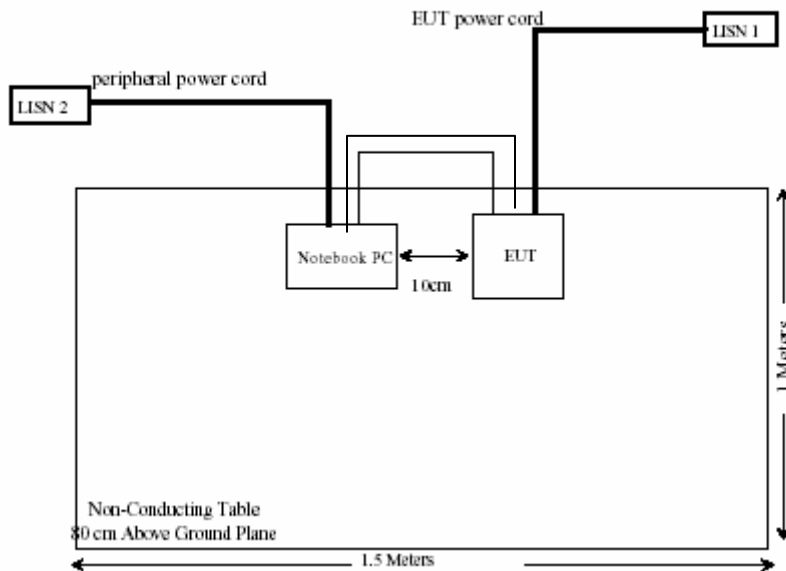 EUT power cord
LISN 1
peripheral power cord
LISN 2
Notebook PC
EUT
10cm
1 Meters
Non-Conducting Table
80 cm Above Ground Plane
1.5 Meters